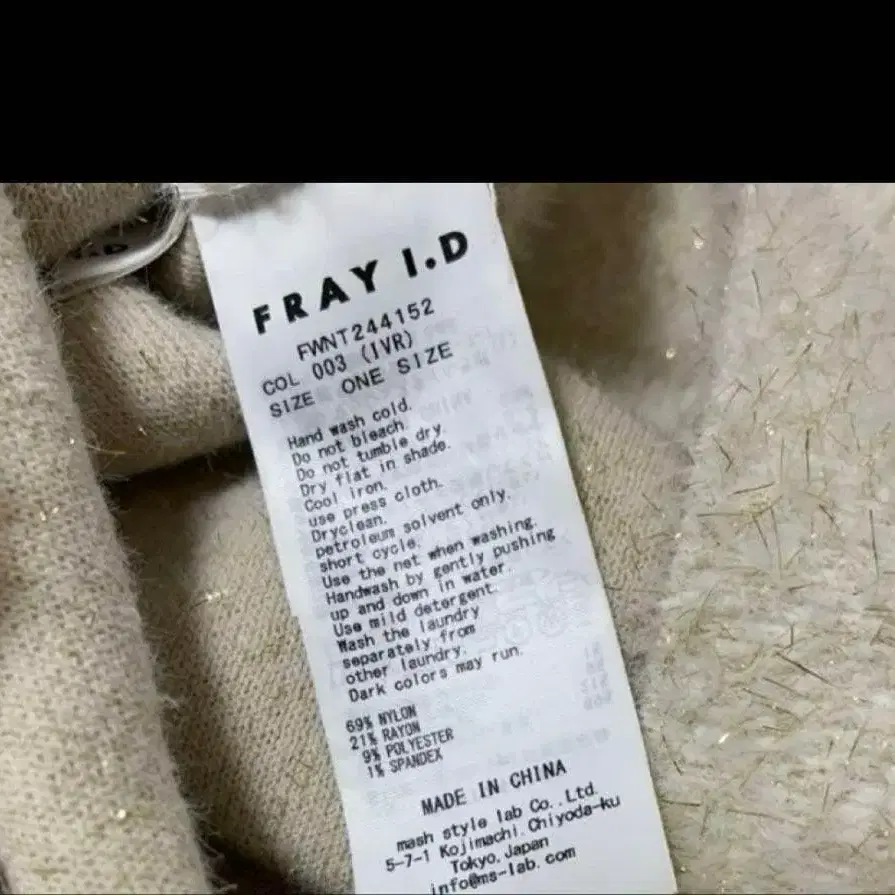 FRAY I.D
FWNT244152
COL 003 (IVR)
SIZE ONE SIZE
Hand wash cold.
Do not bleach.
Do not tumble dry.
Dry flat in shade.
Cool iron.
use press cloth.
Dryclean.
petroleum solvent only.
short cycle.
Use the net when washing.
Handwash by gently pushing
up and down in water.
Use mild detergent.
Wash the laundry
separately from
other laundry.
Dark colors may run.
69% NYLON
21% RAYON
9% POLYESTER
1% SPANDEX
MADE IN CHINA
mash style lab Co.,Ltd.
5-7-1 Kojimachi,Chiyoda-ku
Tokyo,Japan
info@ms-lab.com